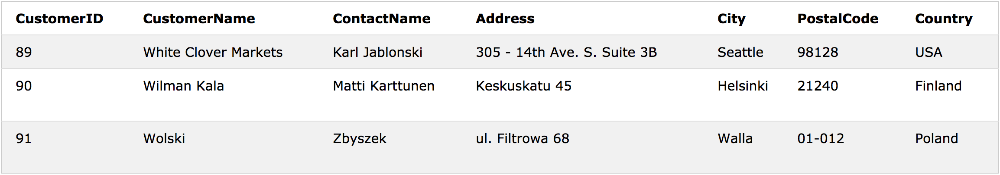 CustomerID CustomerName ContactName Address City PostalCode Country
89 White Clover Markets Karl Jablonski 305 - 14th Ave. S. Suite 3B Seattle 98128 USA
90 Wilman Kala Matti Karttunen Keskuskatu 45 Helsinki 21240 Finland
91 Wolski Zbyszek ul. Filtrowa 68 Walla 01-012 Poland